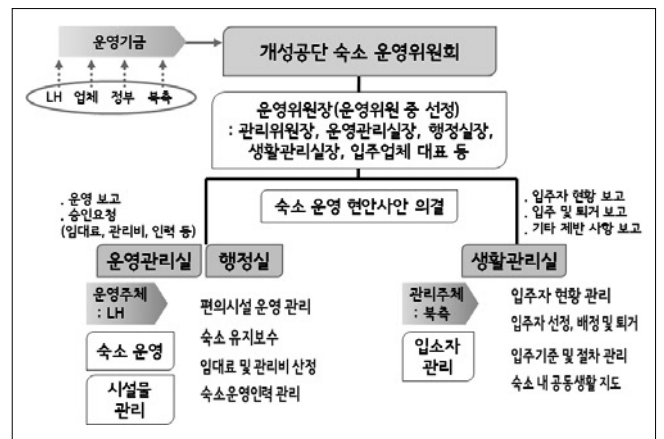 운영기금
개성공단 숙소 운영위원회
LH 업체 정부 북측
운영위원장(운영위원 중 선정)
: 관리위원장, 운영관리실장, 행정실장,
생활관리실장, 입주업체 대표 등
. 운영 보고
. 승인요청
(임대료, 관리비, 인력 등)
숙소 운영 현안사안 의결
. 입주자 현황 보고
. 입주 및 퇴거 보고
. 기타 제반 사항 보고
운영관리실
행정실
생활관리실
운영주체
: LH
숙소 운영
시설물
관리
편의시설 운영 관리
숙소 유지보수
임대료 및 관리비 산정
숙소운영인력 관리
관리주체
: 북측
입소자
관리
입주자 현황 관리
입주자 선정, 배정 및 퇴거
입주기준 및 절차 관리
숙소 내 공동생활 지도